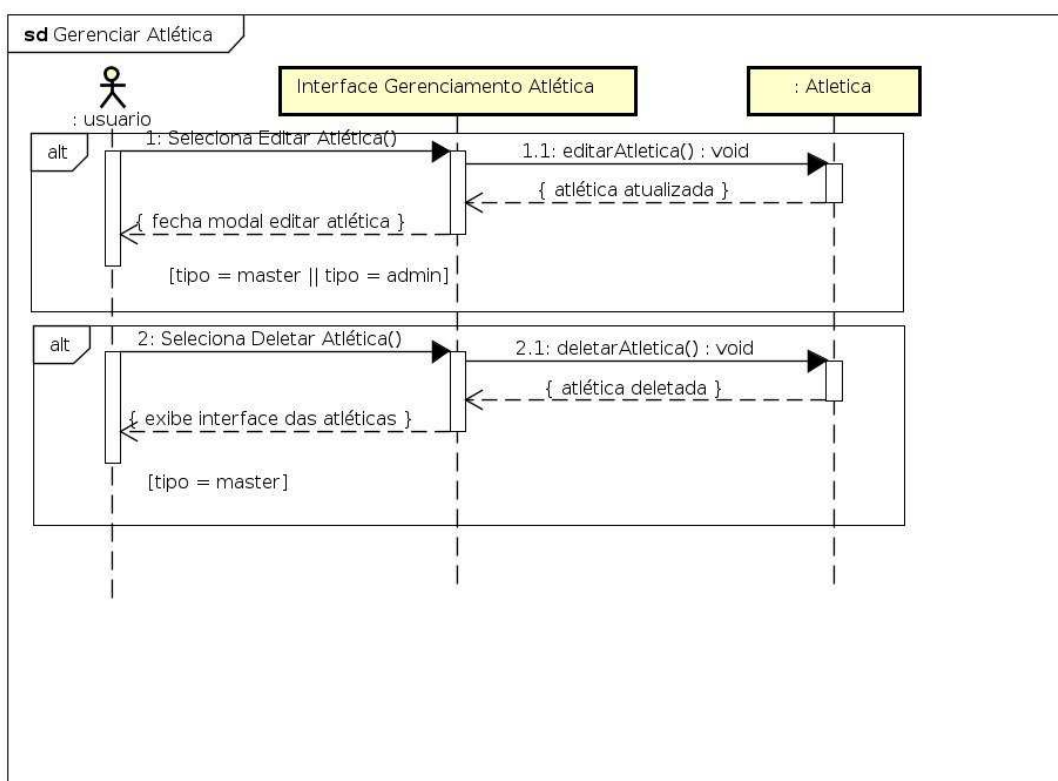 sd Gerenciar Atlética
: usuario
Interface Gerenciamento Atlética
: Atletica
alt
1: Seleciona Editar Atlética()
1.1: editarAtletica() : void
{ atlética atualizada }
{ fecha modal editar atlética }
[tipo = master || tipo = admin]
alt
2: Seleciona Deletar Atlética()
2.1: deletarAtletica() : void
{ atlética deletada }
{ exibe interface das atléticas }
[tipo = master]